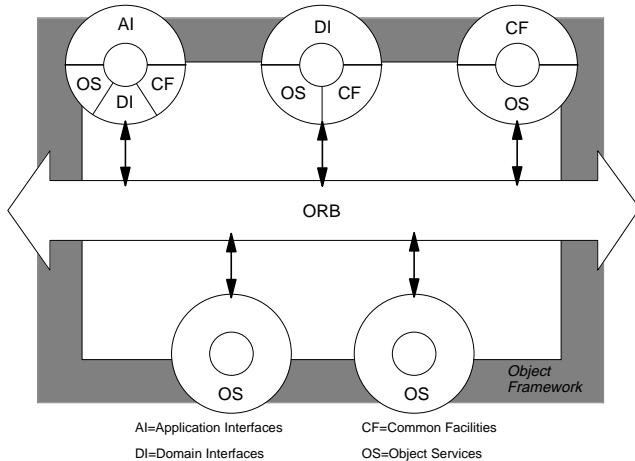 AI
OS
DI
CF
DI
OS
CF
CF
OS
ORB
OS
OS
Object
Framework
AI=Application Interfaces
CF=Common Facilities
DI=Domain Interfaces
OS=Object Services